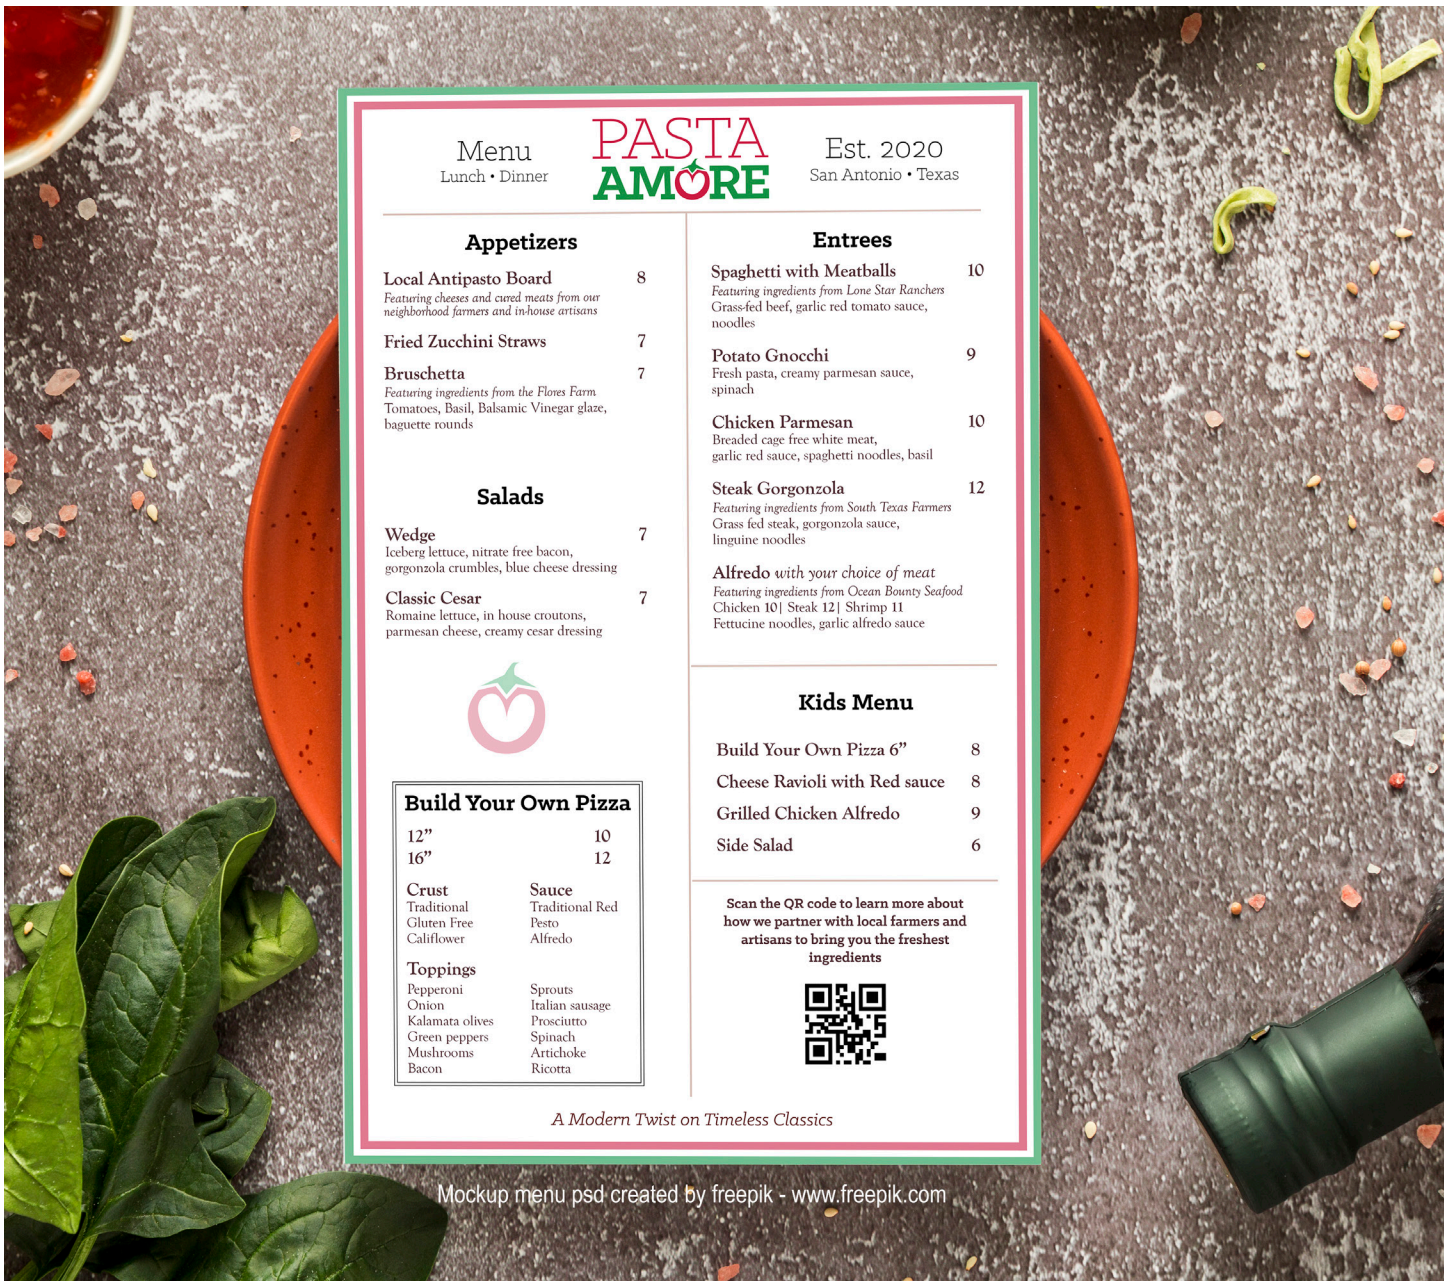 Menu
Lunch • Dinner
PASTA
AMORE
Est. 2020
San Antonio • Texas
Appetizers
Local Antipasto Board 8
Featuring cheeses and cured meats from our
neighborhood farmers and in-house artisans
Fried Zucchini Straws 7
Bruschetta 7
Featuring ingredients from the Flores Farm
Tomatoes, Basil, Balsamic Vinegar glaze,
baguette rounds
Salads
Wedge 7
Iceberg lettuce, nitrate free bacon,
gorgonzola crumbles, blue cheese dressing
Classic Cesar 7
Romaine lettuce, in house croutons,
parmesan cheese, creamy cesar dressing
Build Your Own Pizza
12” 10
16” 12
Crust
Traditional
Gluten Free
Califlower
Sauce
Traditional Red
Pesto
Alfredo
Toppings
Pepperoni
Onion
Kalamata olives
Green peppers
Mushrooms
Bacon
Sprouts
Italian sausage
Prosciutto
Spinach
Artichoke
Ricotta
Entrees
Spaghetti with Meatballs 10
Featuring ingredients from Lone Star Ranchers
Grass-fed beef, garlic red tomato sauce,
noodles
Potato Gnocchi 9
Fresh pasta, creamy parmesan sauce,
spinach
Chicken Parmesan 10
Breaded cage free white meat,
garlic red sauce, spaghetti noodles, basil
Steak Gorgonzola 12
Featuring ingredients from South Texas Farmers
Grass fed steak, gorgonzola sauce,
linguine noodles
Alfredo with your choice of meat
Featuring ingredients from Ocean Bounty Seafood
Chicken 10| Steak 12| Shrimp 11
Fettucine noodles, garlic alfredo sauce
Kids Menu
Build Your Own Pizza 6” 8
Cheese Ravioli with Red sauce 8
Grilled Chicken Alfredo 9
Side Salad 6
Scan the QR code to learn more about
how we partner with local farmers and
artisans to bring you the freshest
ingredients
A Modern Twist on Timeless Classics
Mockup menu psd created by freepik - www.freepik.com